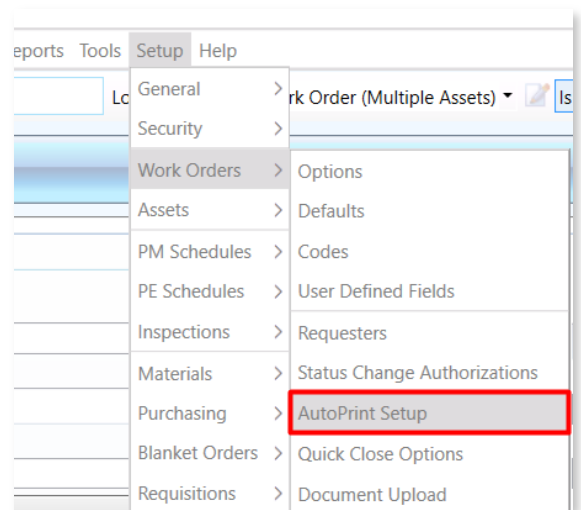 eports Tools Setup Help
General
Lo
rk Order (Multiple Assets)
Is
Security
Work Orders
Options
Assets
Defaults
PM Schedules
Codes
PE Schedules
User Defined Fields
Inspections
Requesters
Materials
Status Change Authorizations
Purchasing
AutoPrint Setup
Blanket Orders
Quick Close Options
Requisitions
Document Upload